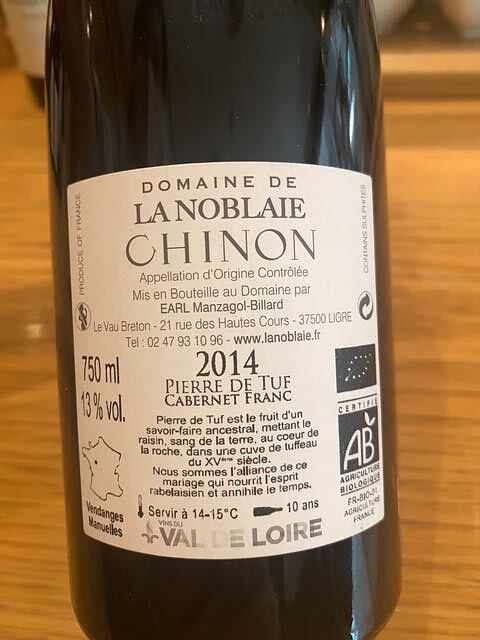 DOMAINE DE
LA NOBLAIE
CHINON
Appellation d'Origine Contrôlée
Mis en Bouteille au Domaine par
EARL Manzagol-Billard
Le Vau Breton - 21 rue des Hautes Cours - 37500 LIGRE
Tel : 02 47 93 10 96 - www.lanoblaie.fr
PRODUCE OF FRANCE
CONTAINS SULPHITES
750 ml
13 % vol.
2014
PIERRE DE TUF
CABERNET FRANC
Pierre de Tuf est le fruit d'un
savoir-faire ancestral, mettant le
raisin, sang de la terre, au coeur de
la roche, dans une cuve de tuffeau
du XVème siècle.
Nous sommes l'alliance de ce
mariage qui nourrit l'esprit
rabelaisien et annihile le temps.
Vendanges
Manuelles
Servir à 14-15°C
10 ans
VINS DU
VAL DE LOIRE
CERTIFIÉ
AB
AGRICULTURE
BIOLOGIQUE
FR-BIO-01
AGRICULTURE
FRANCE